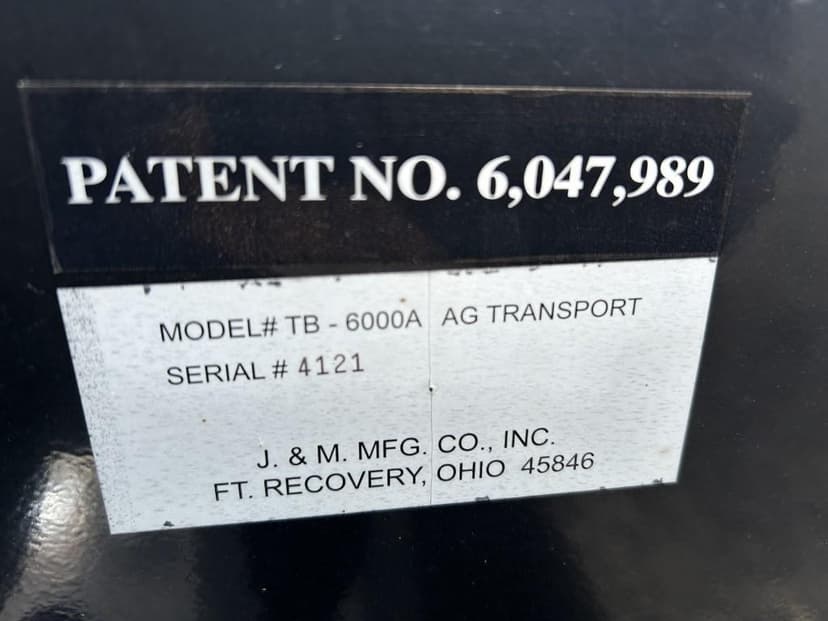 PATENT NO. 6,047,989
MODEL# TB - 6000A AG TRANSPORT
SERIAL # 4121
J. & M. MFG. CO., INC.
FT. RECOVERY, OHIO 45846